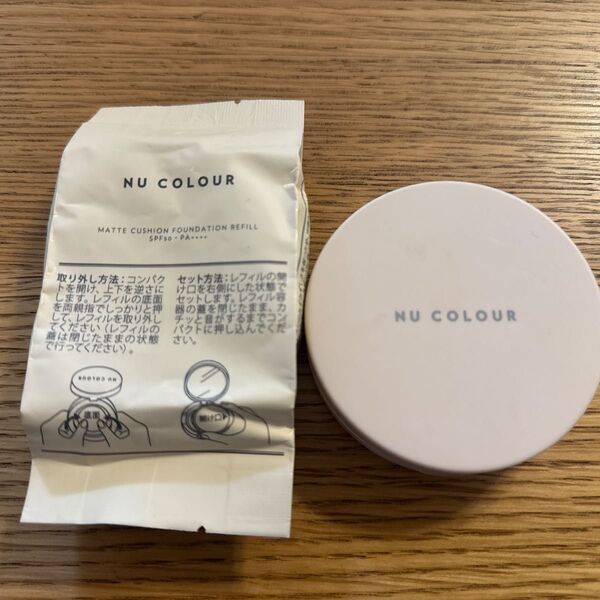 NU COLOUR
MATTE CUSHION FOUNDATION REFILL
SPF50・PA++++
取り外し方法：コンパク
トを開け、上下を逆さに
します。レフィルの底面
を両親指でしっかりと押
して、レフィルを取り外し
てください（レフィルの
蓋は閉じたままの状態
で行ってください）。
セット方法：レフィルの開
け口を右側にした状態で
セットします。レフィル容
器の蓋を閉じたまま、カ
チッと音がするまでコン
パクトに押し込んでくだ
さい。
NU COLOUR
底面
開け口
NU COLOUR